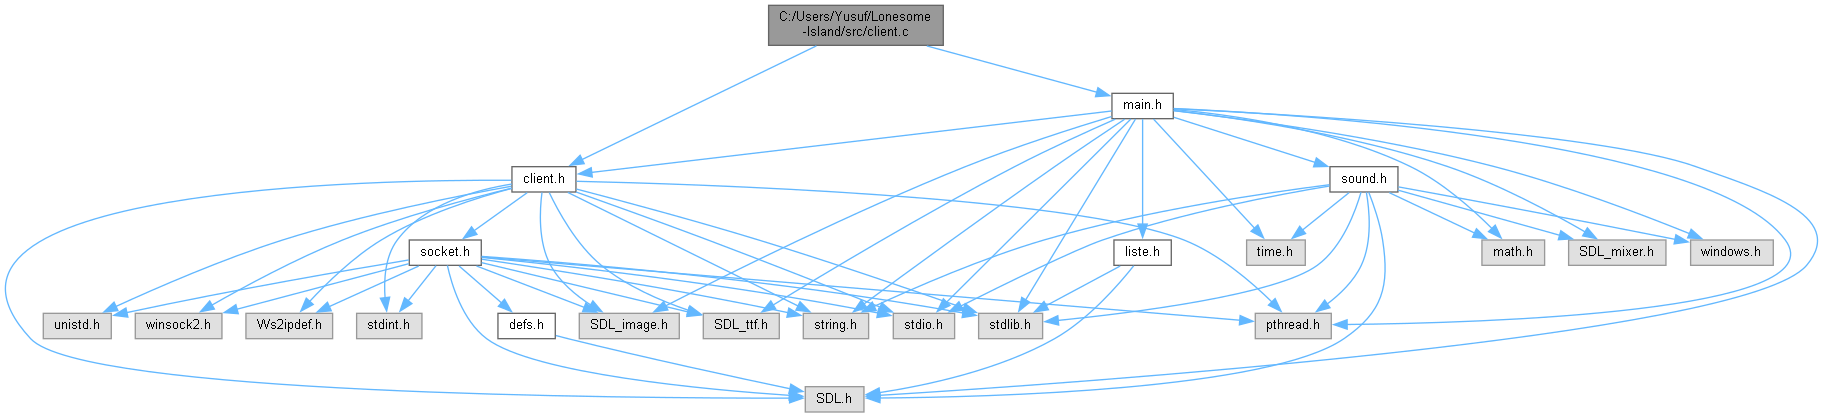 C:/Users/Yusuf/Lonesome
-Island/src/client.c
main.h
client.h
sound.h
socket.h
liste.h
time.h
math.h
SDL_mixer.h
windows.h
unistd.h
winsock2.h
Ws2ipdef.h
stdint.h
defs.h
SDL_image.h
SDL_ttf.h
string.h
stdio.h
stdlib.h
pthread.h
SDL.h